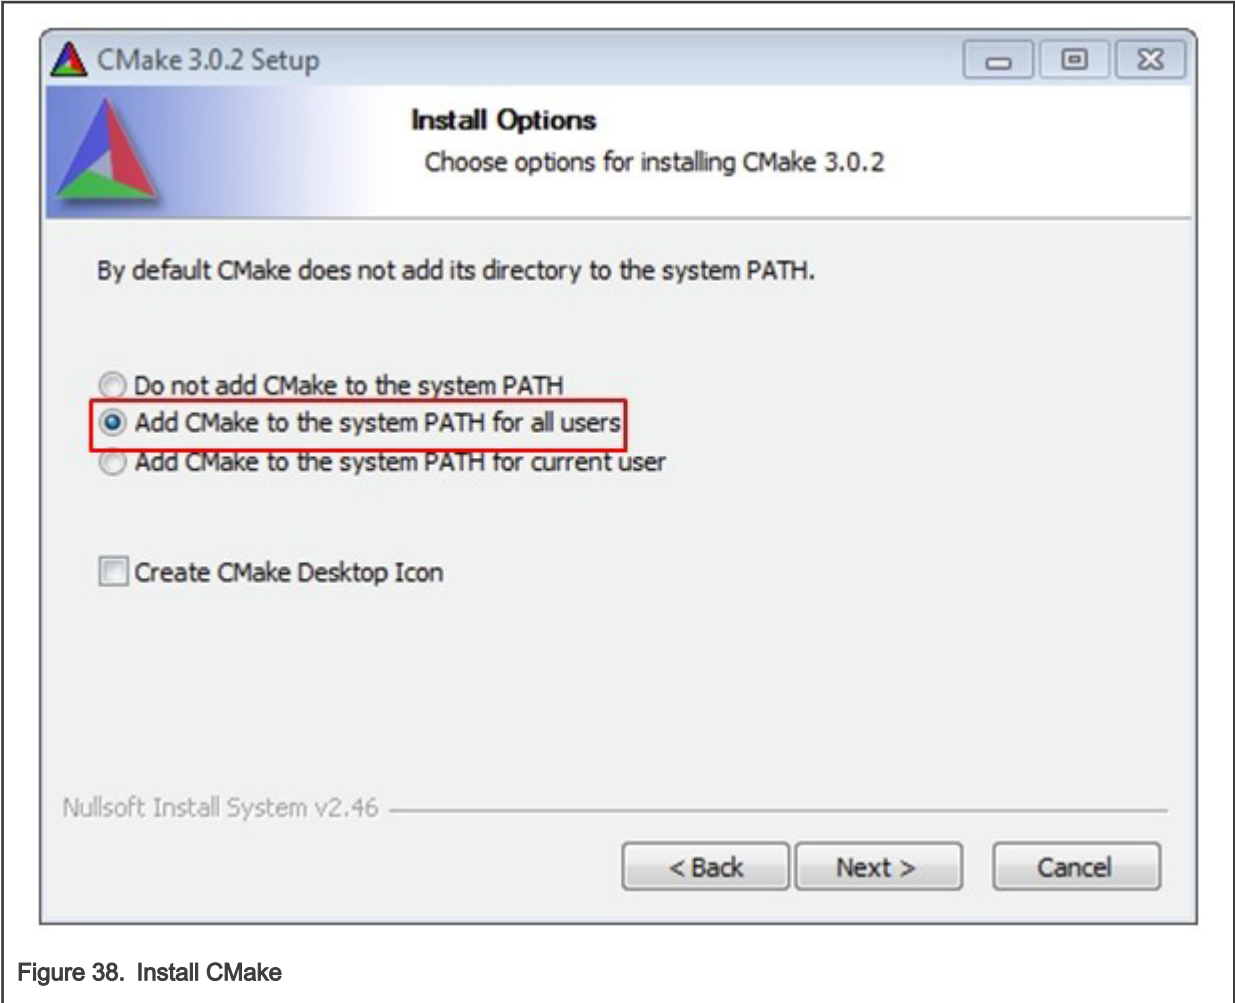 CMake 3.0.2 Setup
Install Options
Choose options for installing CMake 3.0.2
By default CMake does not add its directory to the system PATH.
Do not add CMake to the system PATH
Add CMake to the system PATH for all users
Add CMake to the system PATH for current user
Create CMake Desktop Icon
Nullsoft Install System v2.46
< Back Next > Cancel
Figure 38. Install CMake